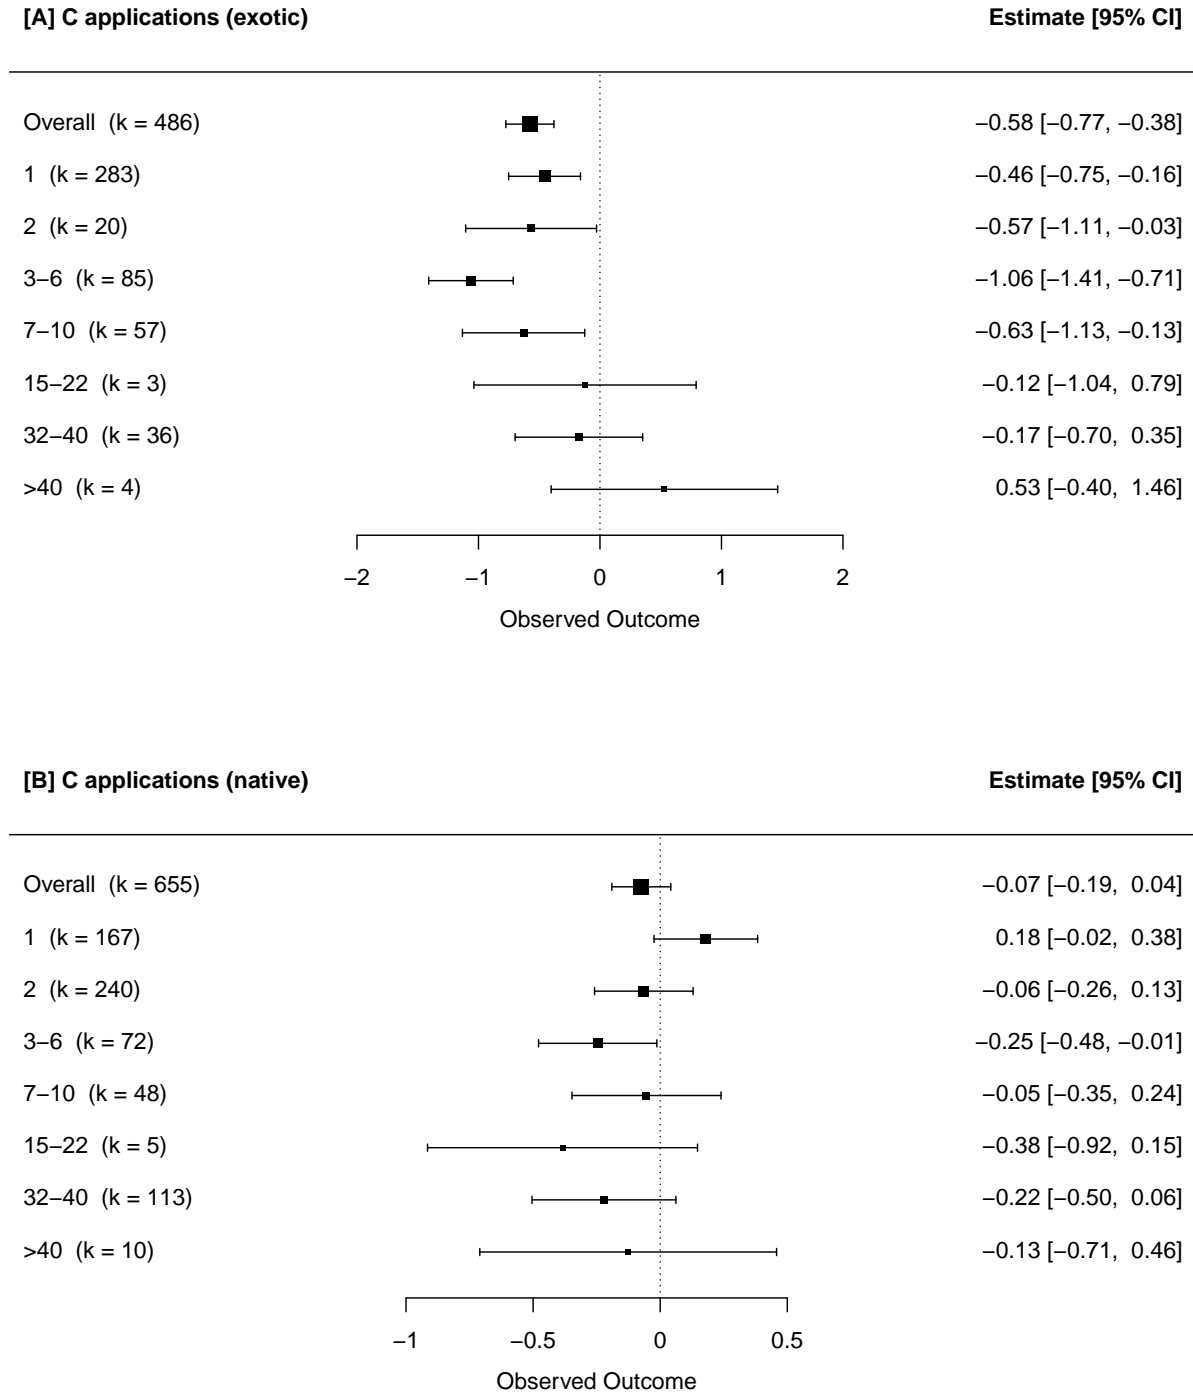 [A] C applications (exotic) Estimate [95% CI]
Overall (k = 486) −0.58 [−0.77, −0.38]
1 (k = 283) −0.46 [−0.75, −0.16]
2 (k = 20) −0.57 [−1.11, −0.03]
3−6 (k = 85) −1.06 [−1.41, −0.71]
7−10 (k = 57) −0.63 [−1.13, −0.13]
15−22 (k = 3) −0.12 [−1.04, 0.79]
32−40 (k = 36) −0.17 [−0.70, 0.35]
>40 (k = 4) 0.53 [−0.40, 1.46]
−2 −1 0 1 2
Observed Outcome
[B] C applications (native) Estimate [95% CI]
Overall (k = 655) −0.07 [−0.19, 0.04]
1 (k = 167) 0.18 [−0.02, 0.38]
2 (k = 240) −0.06 [−0.26, 0.13]
3−6 (k = 72) −0.25 [−0.48, −0.01]
7−10 (k = 48) −0.05 [−0.35, 0.24]
15−22 (k = 5) −0.38 [−0.92, 0.15]
32−40 (k = 113) −0.22 [−0.50, 0.06]
>40 (k = 10) −0.13 [−0.71, 0.46]
−1 −0.5 0 0.5
Observed Outcome